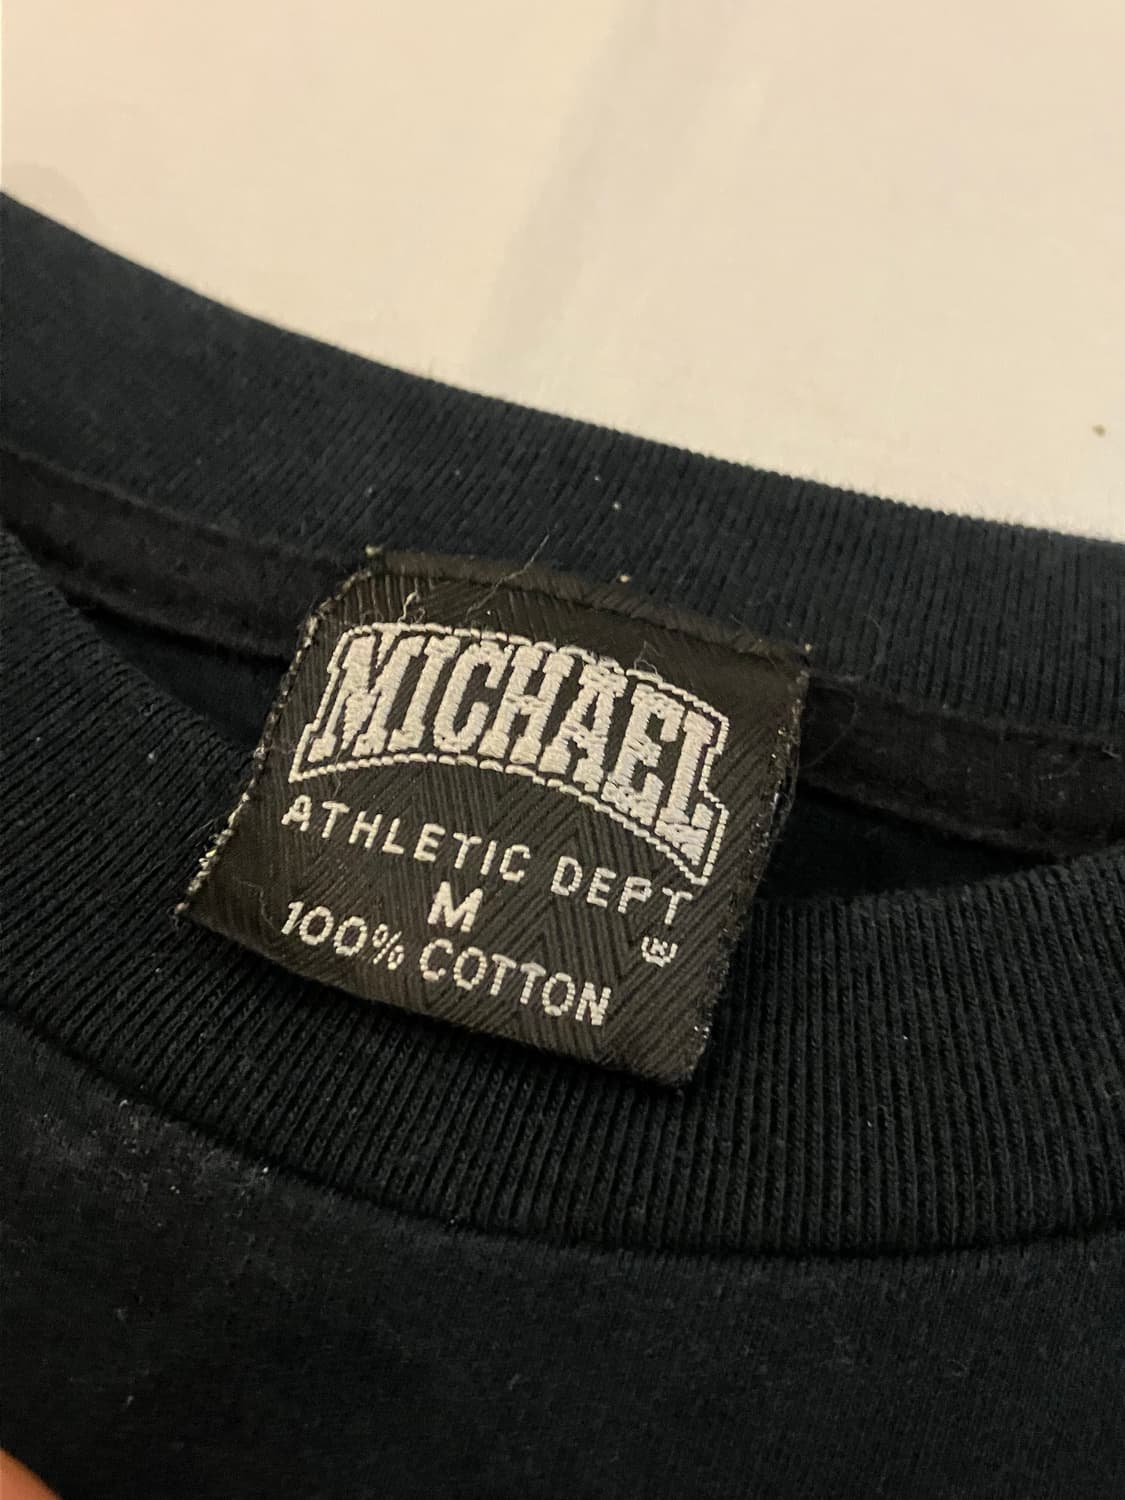 MICHAEL
ATHLETIC DEPT
M
100% COTTON